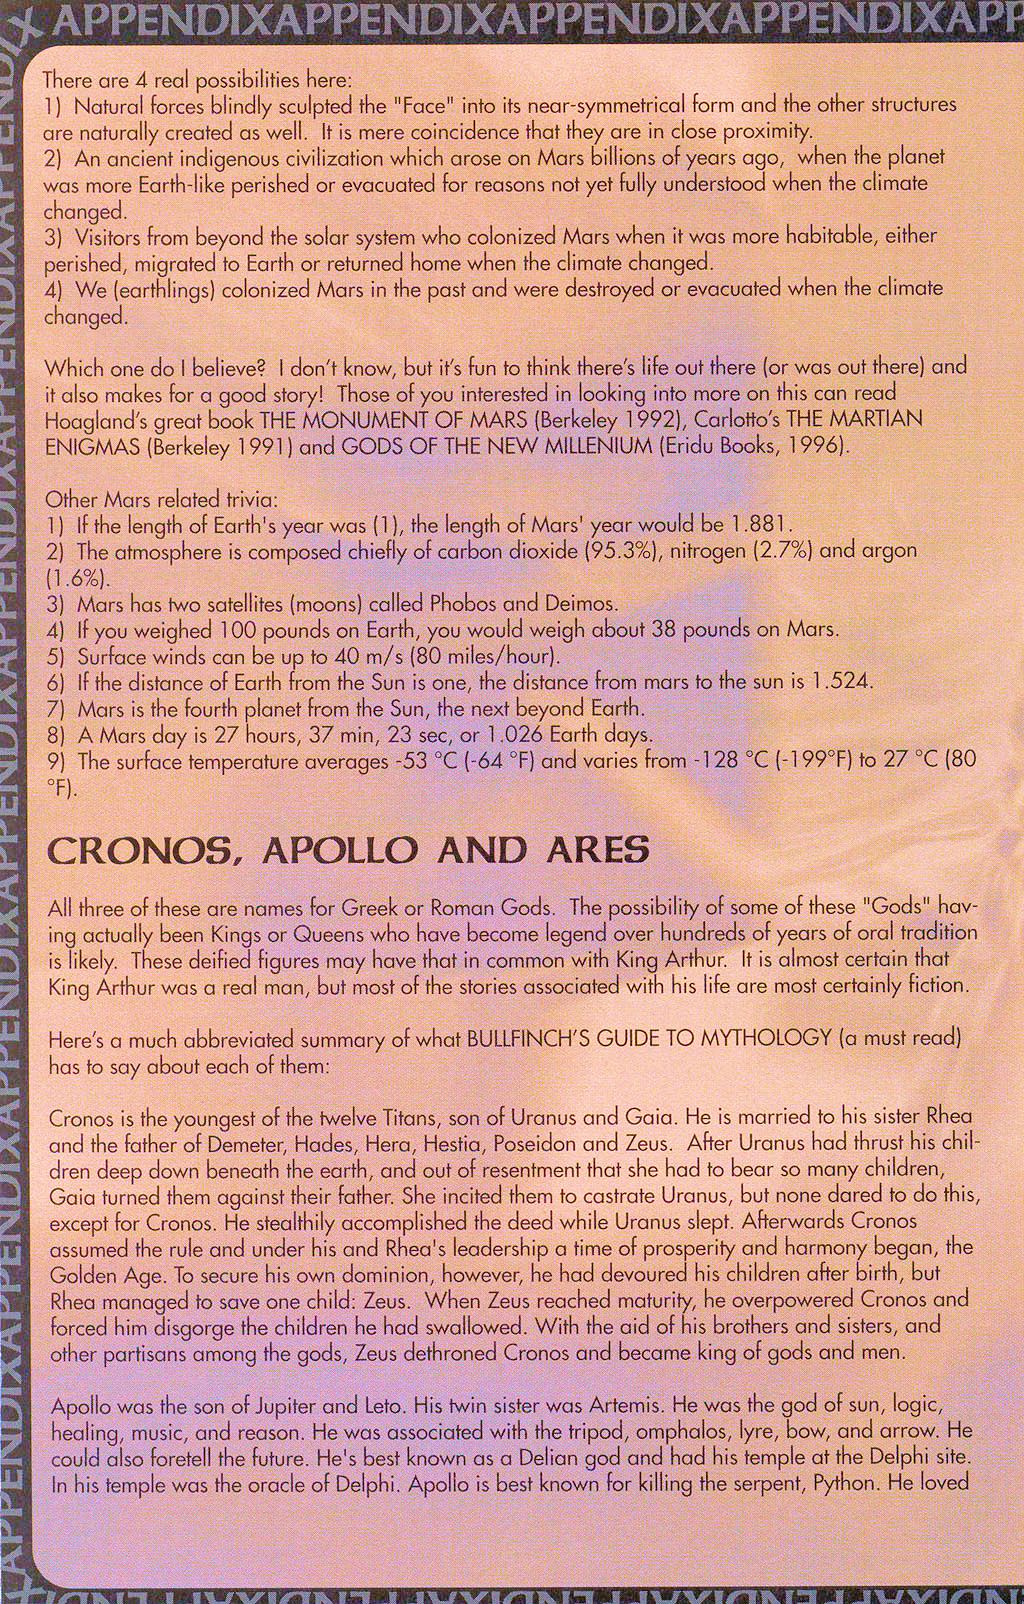 APPENDIXAPPENDIXAPPENDIXAPPENDIXAPP
There are 4 real possibilities here:
1)  Natural forces blindly sculpted the "Face" into its near-symmetrical form and the other structures
are naturally created as well.  It is mere coincidence that they are in close proximity.
2)  An ancient indigenous civilization which arose on Mars billions of years ago,  when the planet
was more Earth-like perished or evacuated for reasons not yet fully understood when the climate
changed.
3)  Visitors from beyond the solar system who colonized Mars when it was more habitable, either
perished, migrated to Earth or returned home when the climate changed.
4)  We (earthlings) colonized Mars in the past and were destroyed or evacuated when the climate
changed.
Which one do I believe?  I don't know, but it's fun to think there's life out there (or was out there) and
it also makes for a good story!  Those of you interested in looking into more on this can read
Hoagland's great book THE MONUMENT OF MARS (Berkeley 1992), Carlotto's THE MARTIAN
ENIGMAS (Berkeley 1991) and GODS OF THE NEW MILLENIUM (Eridu Books, 1996).
Other Mars related trivia:
1)  If the length of Earth's year was (1), the length of Mars' year would be 1.881.
2)  The atmosphere is composed chiefly of carbon dioxide (95.3%), nitrogen (2.7%) and argon
(1.6%).
3)  Mars has two satellites (moons) called Phobos and Deimos.
4)  If you weighed 100 pounds on Earth, you would weigh about 38 pounds on Mars.
5)  Surface winds can be up to 40 m/s (80 miles/hour).
6)  If the distance of Earth from the Sun is one, the distance from mars to the sun is 1.524.
7)  Mars is the fourth planet from the Sun, the next beyond Earth.
8)  A Mars day is 27 hours, 37 min, 23 sec, or 1.026 Earth days.
9)  The surface temperature averages -53 °C (-64 °F) and varies from -128 °C (-199°F) to 27 °C (80
°F).
CRONOS, APOLLO AND ARES
All three of these are names for Greek or Roman Gods.  The possibility of some of these "Gods" hav-
ing actually been Kings or Queens who have become legend over hundreds of years of oral tradition
is likely.  These deified figures may have that in common with King Arthur.  It is almost certain that
King Arthur was a real man, but most of the stories associated with his life are most certainly fiction.
Here's a much abbreviated summary of what BULLFINCH'S GUIDE TO MYTHOLOGY (a must read)
has to say about each of them:
Cronos is the youngest of the twelve Titans, son of Uranus and Gaia. He is married to his sister Rhea
and the father of Demeter, Hades, Hera, Hestia, Poseidon and Zeus.  After Uranus had thrust his chil-
dren deep down beneath the earth, and out of resentment that she had to bear so many children,
Gaia turned them against their father. She incited them to castrate Uranus, but none dared to do this,
except for Cronos. He stealthily accomplished the deed while Uranus slept. Afterwards Cronos
assumed the rule and under his and Rhea's leadership a time of prosperity and harmony began, the
Golden Age. To secure his own dominion, however, he had devoured his children after birth, but
Rhea managed to save one child: Zeus.  When Zeus reached maturity, he overpowered Cronos and
forced him disgorge the children he had swallowed. With the aid of his brothers and sisters, and
other partisans among the gods, Zeus dethroned Cronos and became king of gods and men.
Apollo was the son of Jupiter and Leto. His twin sister was Artemis. He was the god of sun, logic,
healing, music, and reason. He was associated with the tripod, omphalos, lyre, bow, and arrow. He
could also foretell the future. He's best known as a Delian god and had his temple at the Delphi site.
In his temple was the oracle of Delphi. Apollo is best known for killing the serpent, Python. He loved